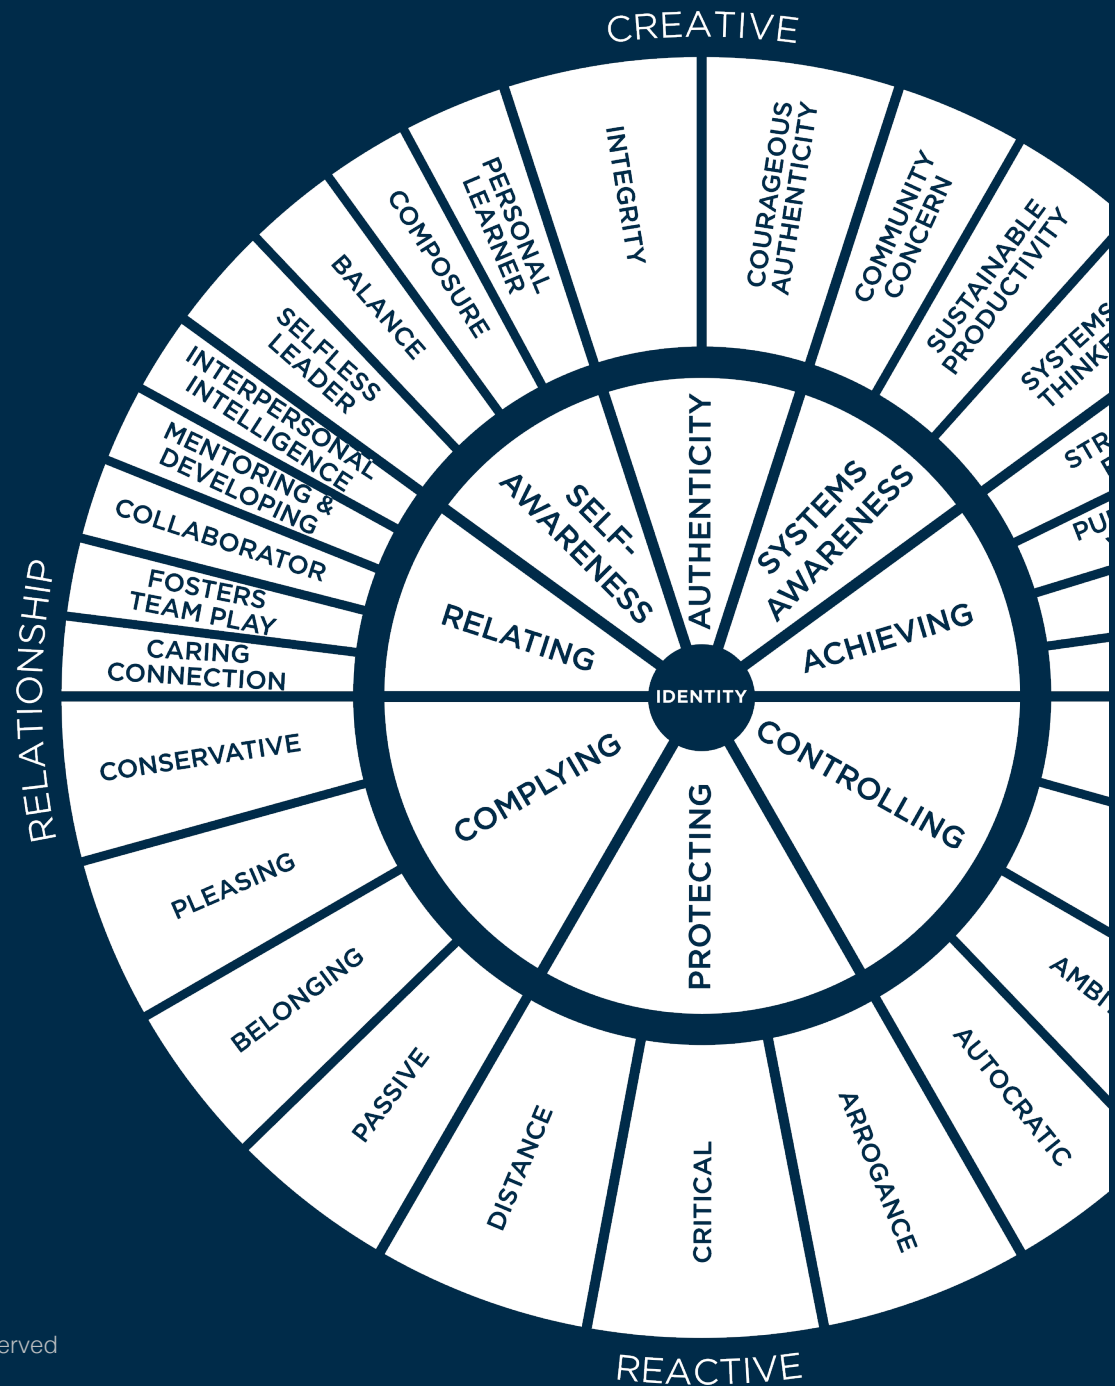 CREATIVE
INTEGRITY
COURAGEOUS
AUTHENTICITY
COMMUNITY
CONCERN
SUSTAINABLE
PRODUCTIVITY
SYSTEMS
PERSONAL
LEARNER
COMPOSURE
BALANCE
SELFLESS
LEADER
INTERPERSONAL
INTELLIGENCE
MENTORING &
DEVELOPING
COLLABORATOR
FOSTERS
TEAM PLAY
CARING
CONNECTION
RELATIONSHIP
SELF-
AWARENESS
AUTHENTICITY
SYSTEMS
AWARENESS
RELATING
ACHIEVING
IDENTITY
COMPLYING
PROTECTING
CONTROLLING
CONSERVATIVE
PLEASING
BELONGING
PASSIVE
DISTANCE
CRITICAL
ARROGANCE
AUTOCRATIC
REACTIVE